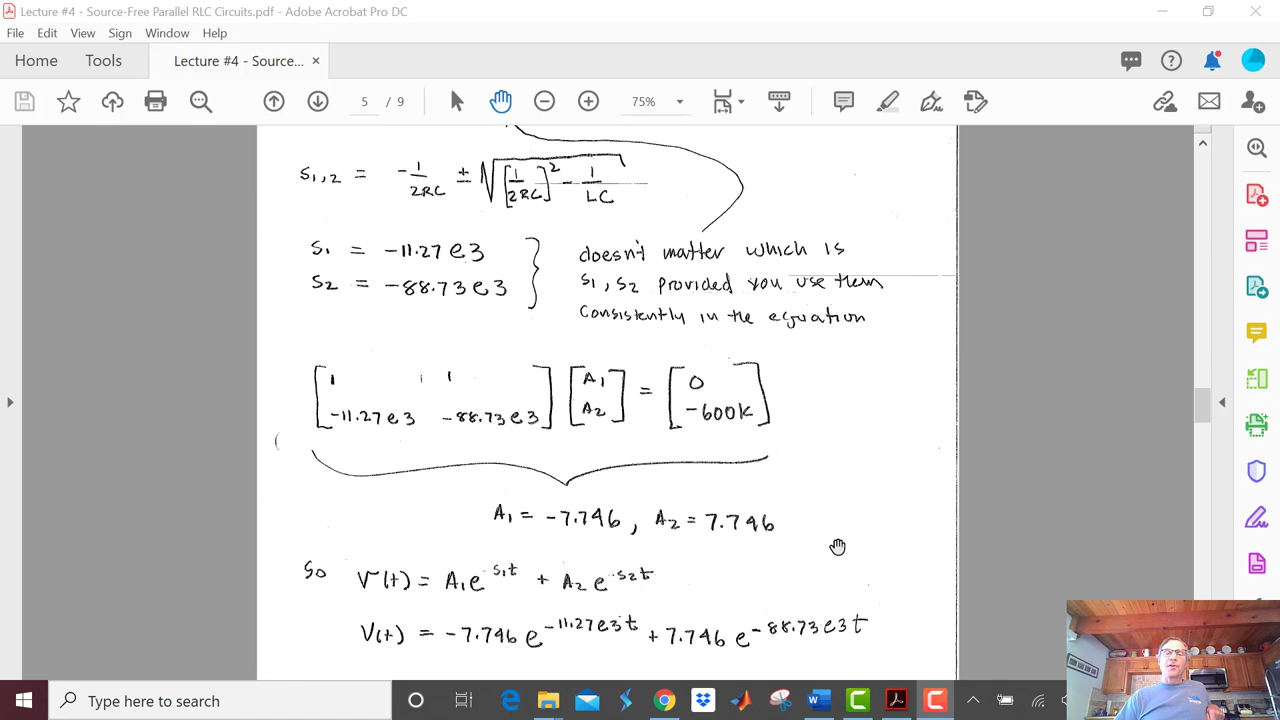 Lecture #4 - Source-Free Parallel RLC Circuits.pdf - Adobe Acrobat Pro DC
File Edit View Sign Window Help
Home Tools Lecture #4 - Source... ×
5 / 9 75%
S1,2 = -1/2RC ± √[1/2RC]² - 1/LC
S1 = -11.27e3
S2 = -88.73e3
doesn't matter which is
S1, S2 provided you use them
consistently in the equation
[1 1] [A1] = [0]
[-11.27e3 -88.73e3] [A2] [-600K]
A1 = -7.746, A2 = 7.746
So V(t) = A1e^s1t + A2e^s2t
V(t) = -7.746e^-11.27e3t + 7.746e^-88.73e3t
Type here to search